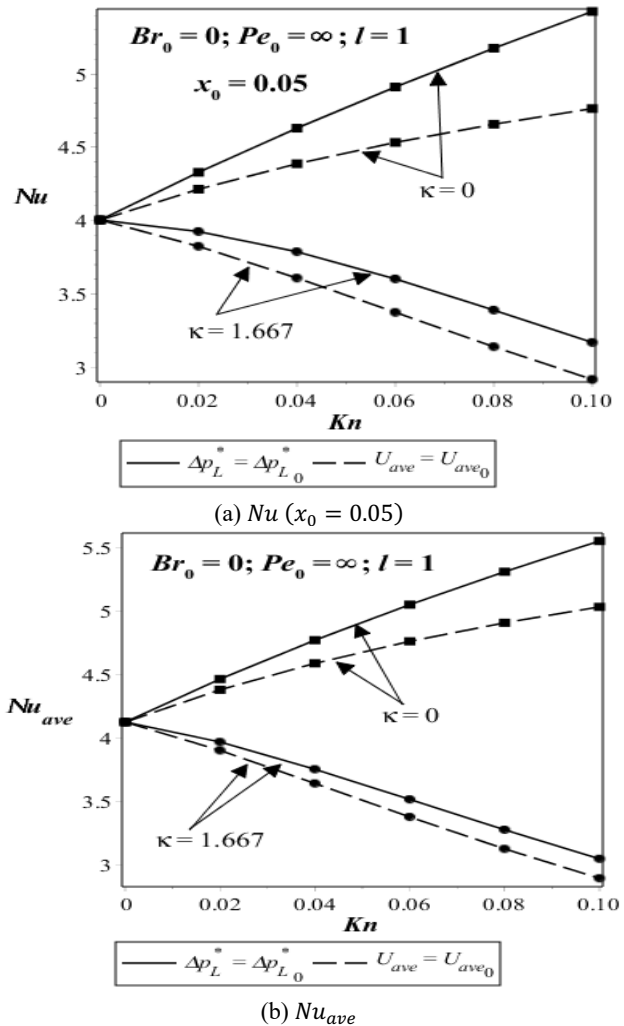 Br₀ = 0; Pe₀ = ∞; l = 1
x₀ = 0.05
5
4.5
Nu
κ = 0
4
3.5
κ = 1.667
3
0 0.02 0.04 0.06 0.08 0.10
Kn
Δp*_L = Δp*_L₀ U_ave = U_ave₀
(a) Nu (x₀ = 0.05)
5.5
Br₀ = 0; Pe₀ = ∞; l = 1
5
4.5
Nu_ave
κ = 0
4
3.5
κ = 1.667
3
0 0.02 0.04 0.06 0.08 0.10
Kn
Δp*_L = Δp*_L₀ U_ave = U_ave₀
(b) Nu_ave